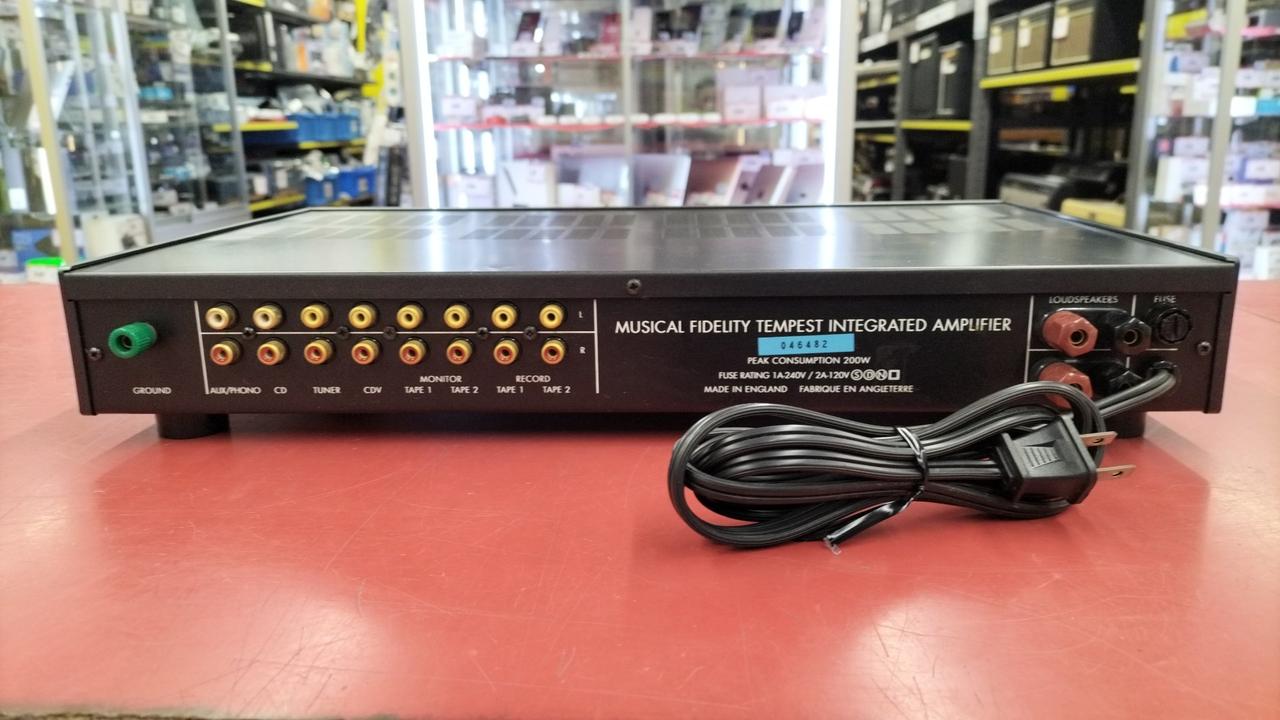 L
R
GROUND
AUX/PHONO CD TUNER CDV
MONITOR
TAPE 1 TAPE 2
RECORD
TAPE 1 TAPE 2
MUSICAL FIDELITY TEMPEST INTEGRATED AMPLIFIER
046482
PEAK CONSUMPTION 200W
FUSE RATING 1A-240V / 2A-120V S D N
MADE IN ENGLAND FABRIQUE EN ANGLETERRE
LOUDSPEAKERS
FUSE